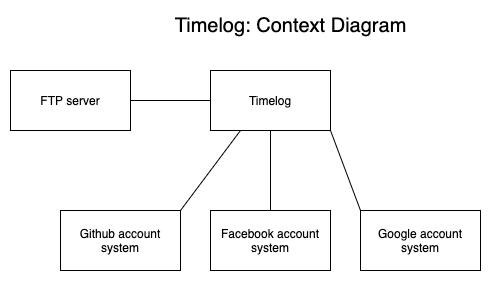 Timelog: Context Diagram
FTP server
Timelog
Github account
system
Facebook account
system
Google account
system